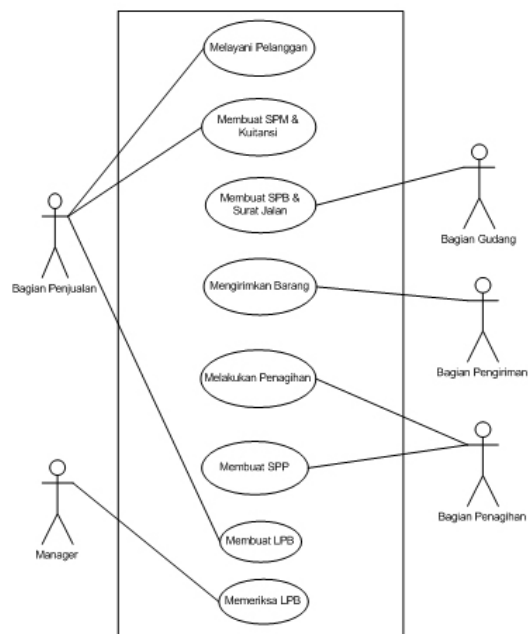 Melayani Pelanggan
Membuat SPM &
Kuitansi
Membuat SPB &
Surat Jalan
Bagian Gudang
Bagian Penjualan
Mengirimkan Barang
Bagian Pengiriman
Melakukan Penagihan
Membuat SPP
Bagian Penagihan
Membuat LPB
Manager
Memeriksa LPB